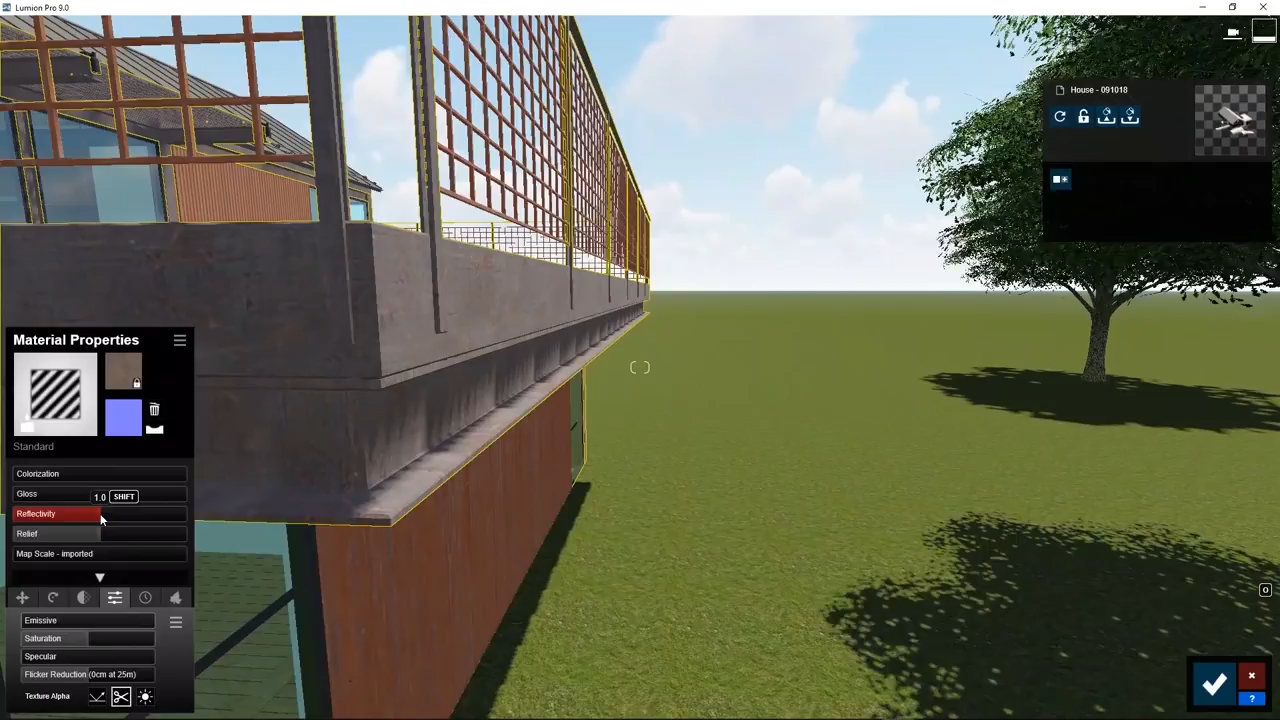 Lumion Pro 9.0
House - 091018
Material Properties
Standard
Colorization
Gloss
1.0 SHIFT
Reflectivity
Relief
Map Scale - imported
Emissive
Saturation
Specular
Flicker Reduction (0cm at 25m)
Texture Alpha
O
?